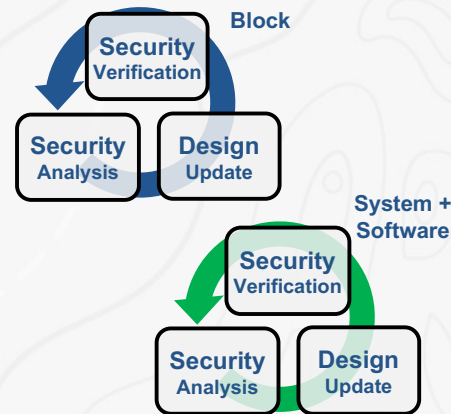 Block
Security
Verification
Security
Analysis
Design
Update
System +
Software
Security
Verification
Security
Analysis
Design
Update